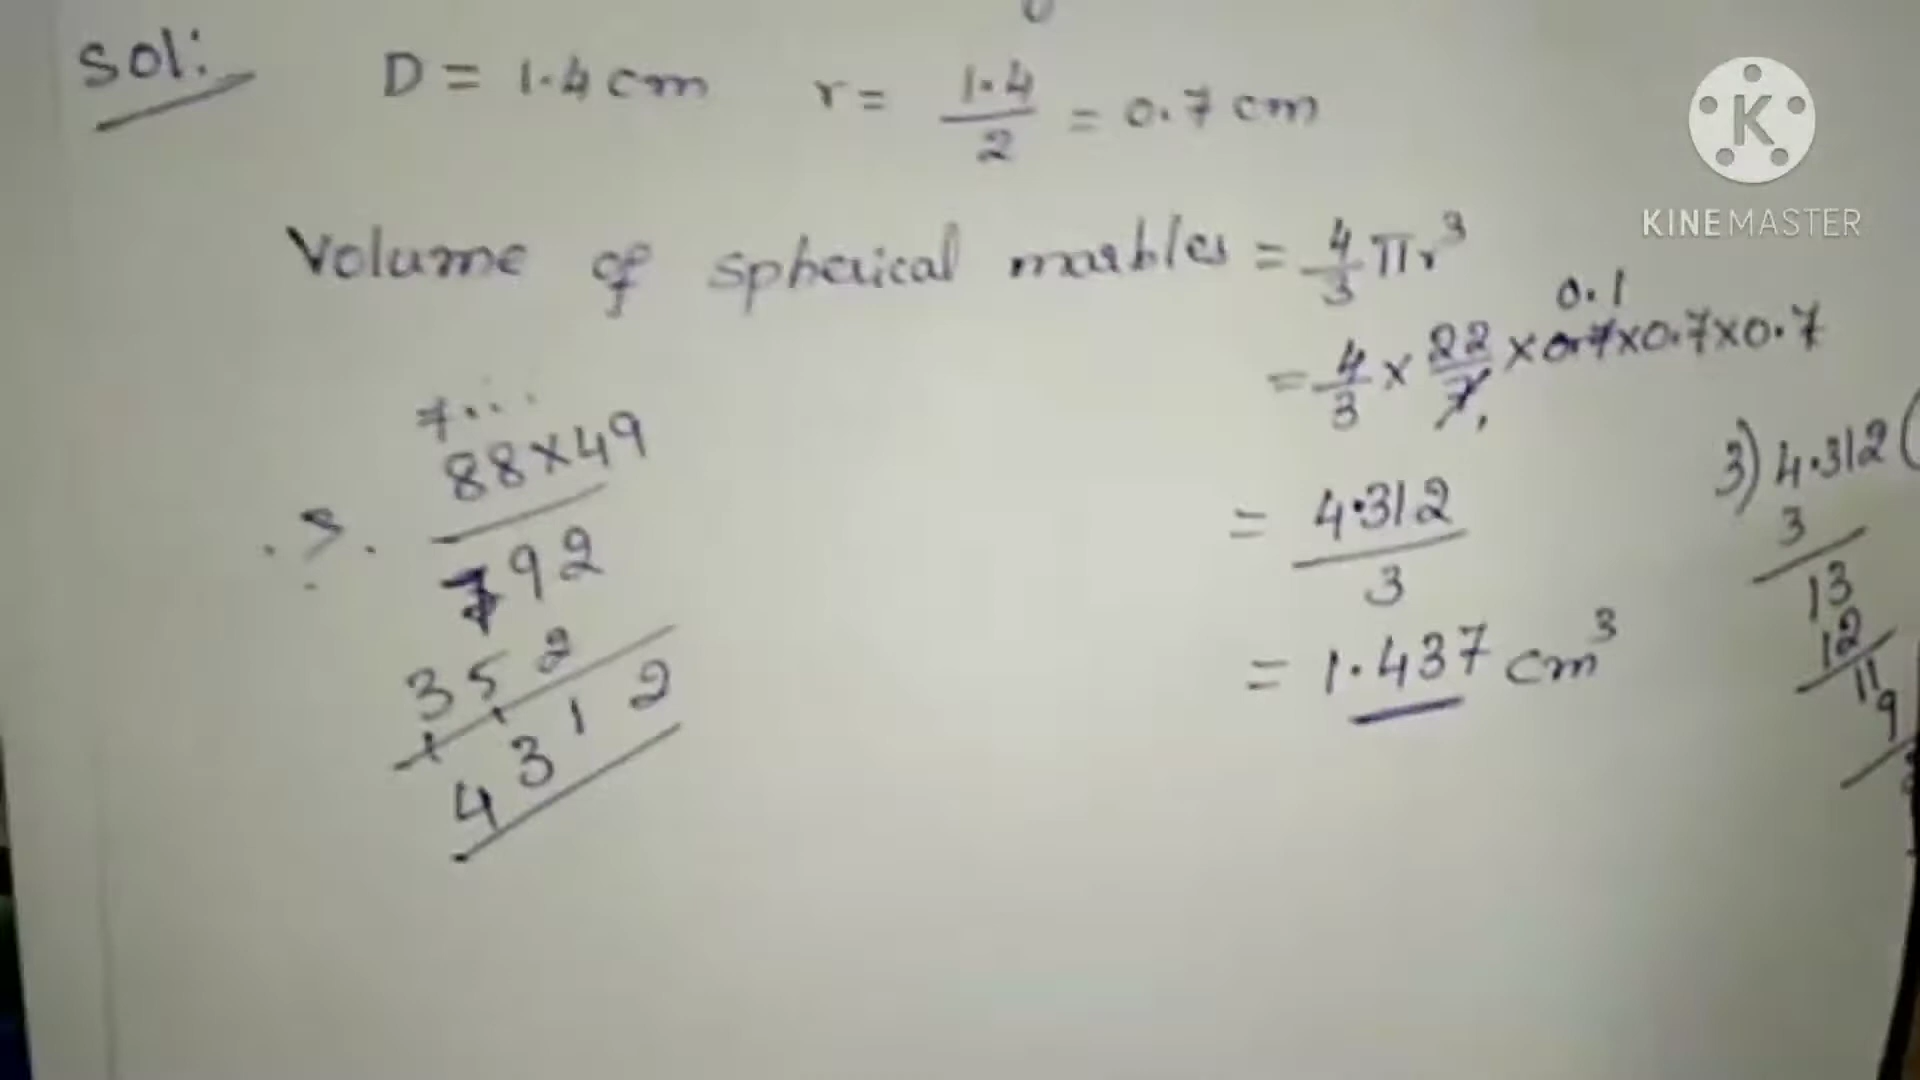 Sol:
D = 1.4 cm r = 1.4/2 = 0.7 cm
KINEMASTER
Volume of spherical marbles = 4/3 πr³
0.1
= 4/3 × 22/7 × 0.7×0.7×0.7
88×49
792
352
4312
= 4.312/3
= 1.437 cm³
3) 4.312 (
3
13
12
11
9